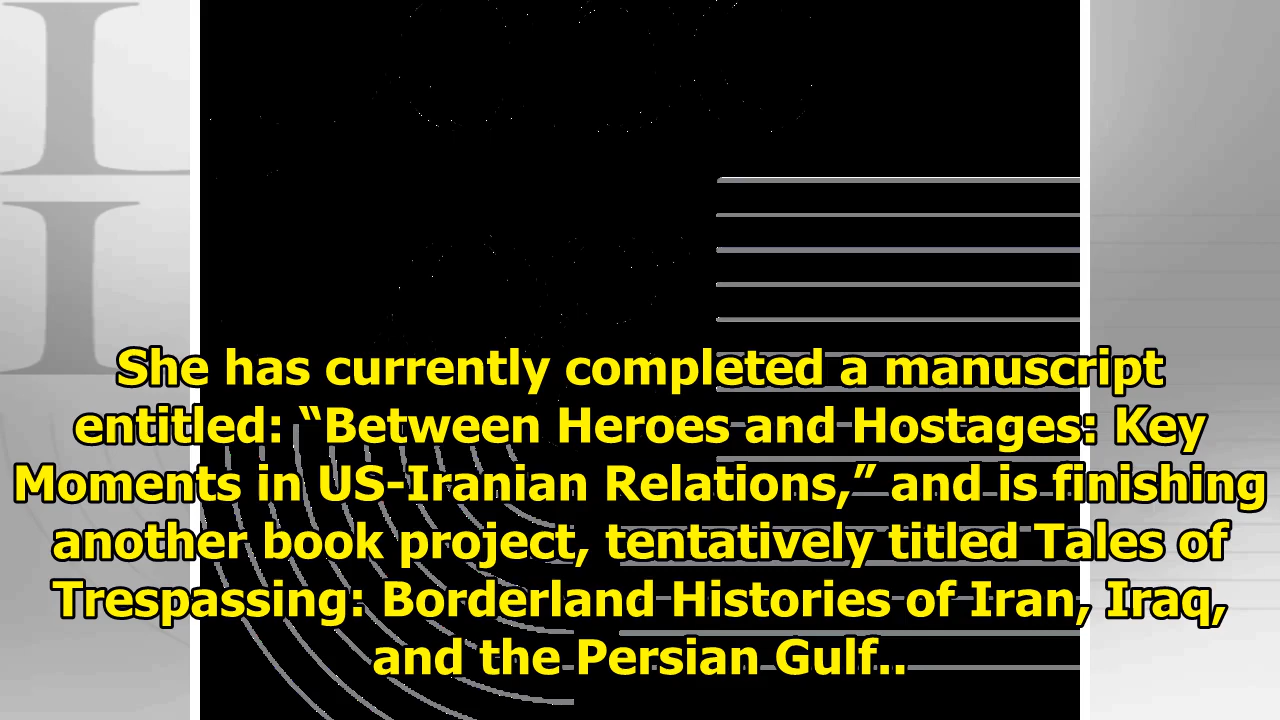 She has currently completed a manuscript
entitled: “Between Heroes and Hostages: Key
Moments in US-Iranian Relations,” and is finishing
another book project, tentatively titled Tales of
Trespassing: Borderland Histories of Iran, Iraq,
and the Persian Gulf..